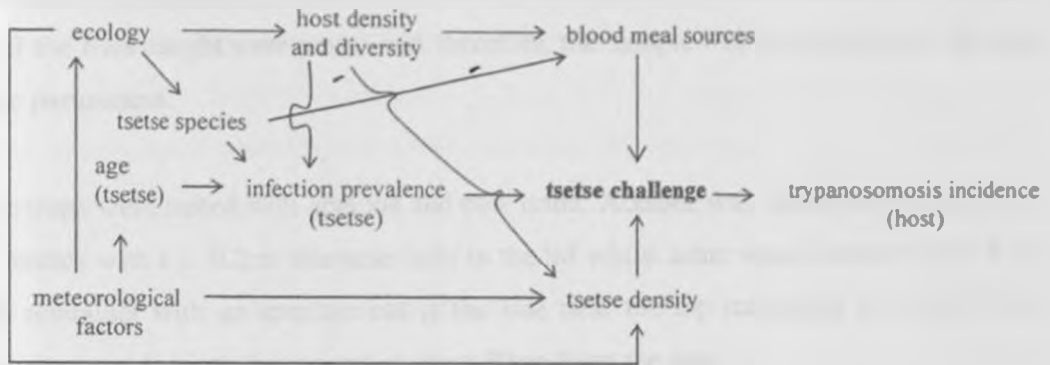 ecology
host density
and diversity
blood meal sources
tsetse species
age
(tsetse)
infection prevalence
(tsetse)
tsetse challenge
trypanosomosis incidence
(host)
meteorological
factors
tsetse density